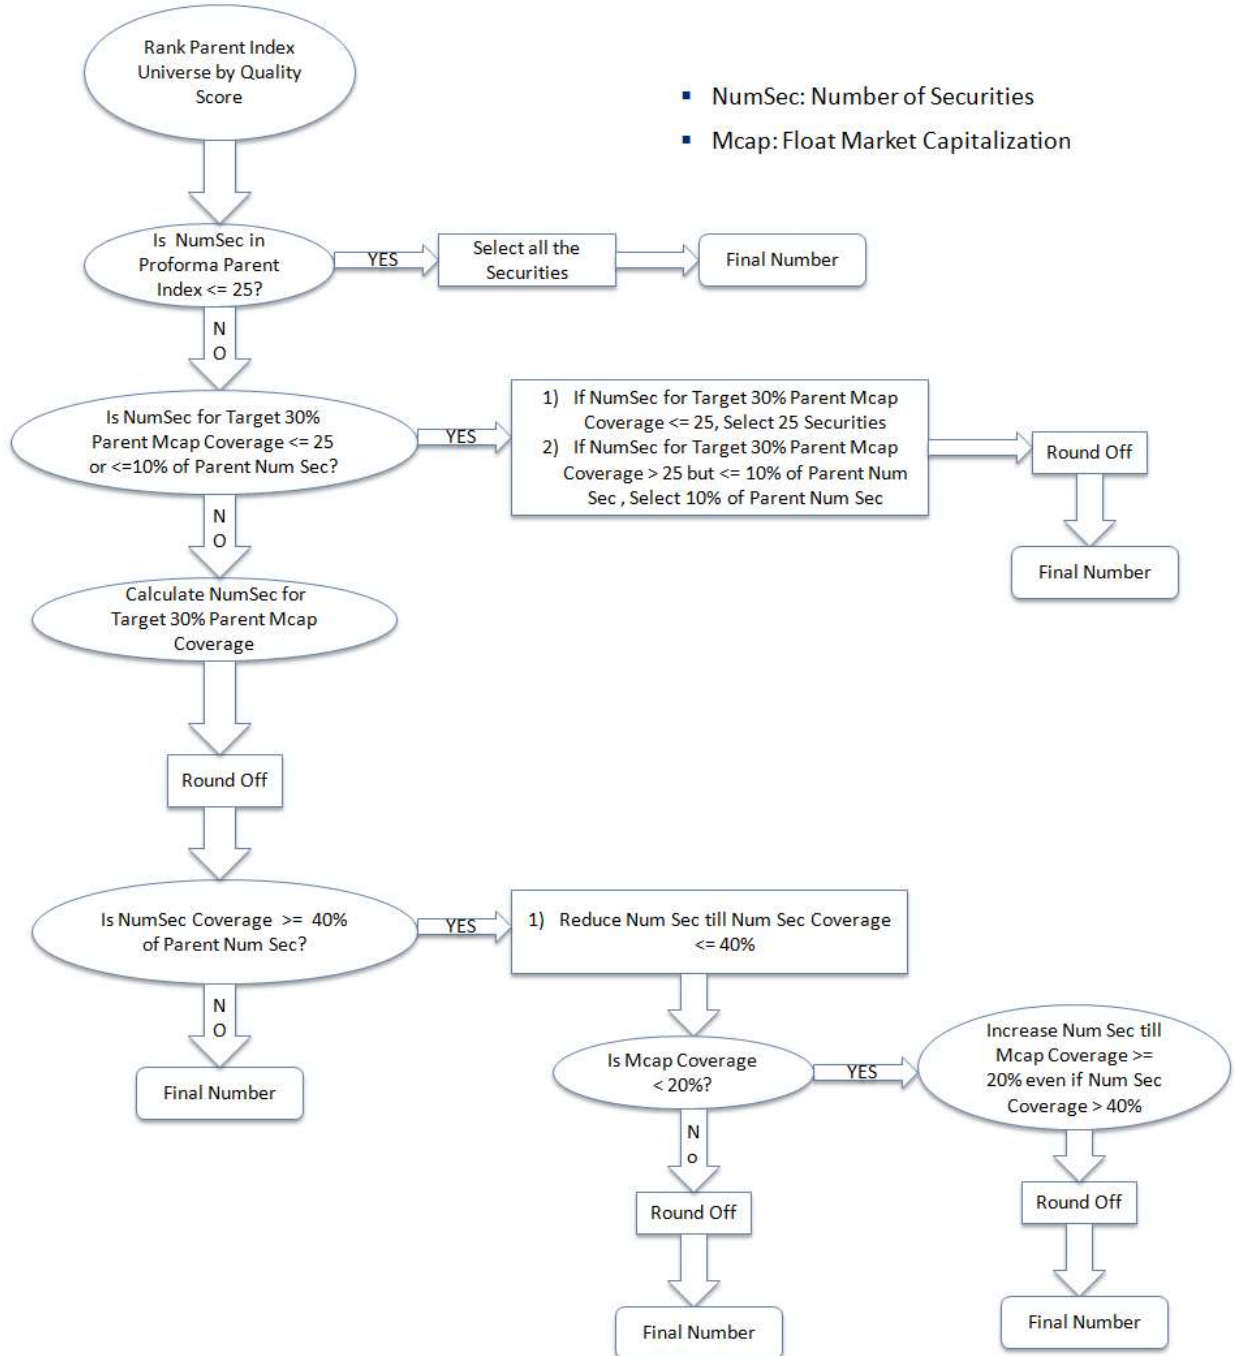 Rank Parent Index
Universe by Quality
Score
▪ NumSec: Number of Securities
▪ Mcap: Float Market Capitalization
Is NumSec in
Proforma Parent
Index <= 25?
YES
Select all the
Securities
Final Number
N
O
Is NumSec for Target 30%
Parent Mcap Coverage <= 25
or <=10% of Parent Num Sec?
YES
1) If NumSec for Target 30% Parent Mcap
Coverage <= 25, Select 25 Securities
2) If NumSec for Target 30% Parent Mcap
Coverage > 25 but <= 10% of Parent Num
Sec , Select 10% of Parent Num Sec
Round Off
Final Number
N
O
Calculate NumSec for
Target 30% Parent Mcap
Coverage
Round Off
Is NumSec Coverage >= 40%
of Parent Num Sec?
YES
1) Reduce Num Sec till Num Sec Coverage
<= 40%
N
O
Final Number
Is Mcap Coverage
< 20%?
YES
Increase Num Sec till
Mcap Coverage >=
20% even if Num Sec
Coverage > 40%
N
o
Round Off
Final Number
Round Off
Final Number